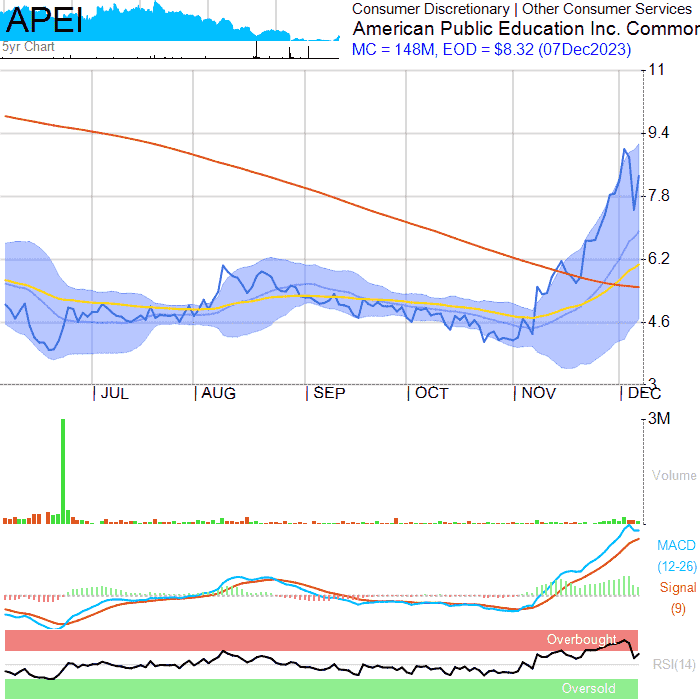 APEI
Consumer Discretionary | Other Consumer Services
American Public Education Inc. Common
MC = 148M, EOD = $8.32 (07Dec2023)
5yr Chart
11
9.4
7.8
6.2
4.6
3
JUL AUG SEP OCT NOV DEC
3M
Volume
MACD
(12-26)
Signal
(9)
Overbought
RSI(14)
Oversold